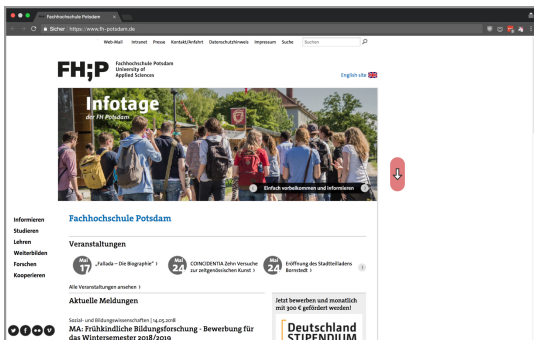 Fachhochschule Potsdam
Sicher https://www.fh-potsdam.de
Web-Mail Intranet Presse Kontakt/Anfahrt Datenschutzhinweis Impressum Suche Suchen
FH;P
Fachhochschule Potsdam
University of
Applied Sciences
English site
Infotage
der FH Potsdam
Einfach vorbeikommen und informieren
Informieren
Studieren
Lehren
Weiterbilden
Forschen
Kooperieren
Fachhochschule Potsdam
Veranstaltungen
Mai 17 „Fallada – Die Biographie“ ›
Mai 24 COINCIDENTIA Zehn Versuche zur zeitgenössischen Kunst ›
Mai 24 Eröffnung des Stadtteilladens Bornstedt ›
Alle Veranstaltungen ansehen ›
Aktuelle Meldungen
Sozial- und Bildungswissenschaften | 14.05.2018
MA: Frühkindliche Bildungsforschung - Bewerbung für
das Wintersemester 2018/2019
Jetzt bewerben und monatlich
mit 300 € gefördert werden!
Deutschland
STIPENDIUM